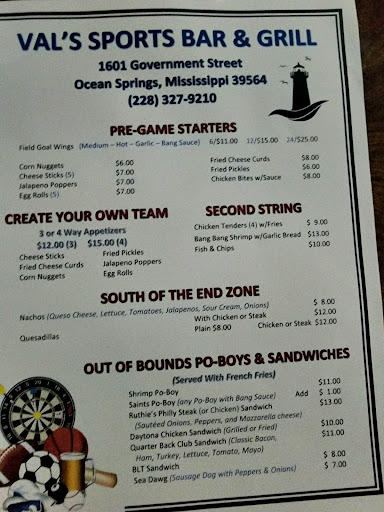 VAL'S SPORTS BAR & GRILL
1601 Government Street
Ocean Springs, Mississippi 39564
(228) 327-9210
PRE-GAME STARTERS
Field Goal Wings (Medium – Hot – Garlic – Bang Sauce) 6/$11.00 12/$15.00 24/$25.00
Corn Nuggets $6.00
Cheese Sticks (5) $7.00
Jalapeno Poppers $7.00
Egg Rolls (5) $7.00
Fried Cheese Curds $8.00
Fried Pickles $6.00
Chicken Bites w/Sauce $8.00
CREATE YOUR OWN TEAM
3 or 4 Way Appetizers
$12.00 (3) $15.00 (4)
Cheese Sticks Fried Pickles
Fried Cheese Curds Jalapeno Poppers
Corn Nuggets Egg Rolls
SECOND STRING
Chicken Tenders (4) w/Fries $ 9.00
Bang Bang Shrimp w/Garlic Bread $13.00
Fish & Chips $10.00
SOUTH OF THE END ZONE
Nachos (Queso Cheese, Lettuce, Tomatoes, Jalapenos, Sour Cream, Onions) $ 8.00
With Chicken or Steak $12.00
Quesadillas Plain $8.00 Chicken or Steak $12.00
OUT OF BOUNDS PO-BOYS & SANDWICHES
(Served With French Fries)
Shrimp Po-Boy $11.00
Saints Po-Boy (any Po-Boy with Bang Sauce) Add $ 1.00
Ruthie's Philly Steak (or Chicken) Sandwich $13.00
(Sautéed Onions, Peppers, and Mozzarella cheese)
Daytona Chicken Sandwich (Grilled or Fried) $10.00
Quarter Back Club Sandwich (Classic Bacon, $11.00
Ham, Turkey, Lettuce, Tomato, Mayo)
BLT Sandwich $ 8.00
Sea Dawg (Sausage Dog with Peppers & Onions) $ 7.00